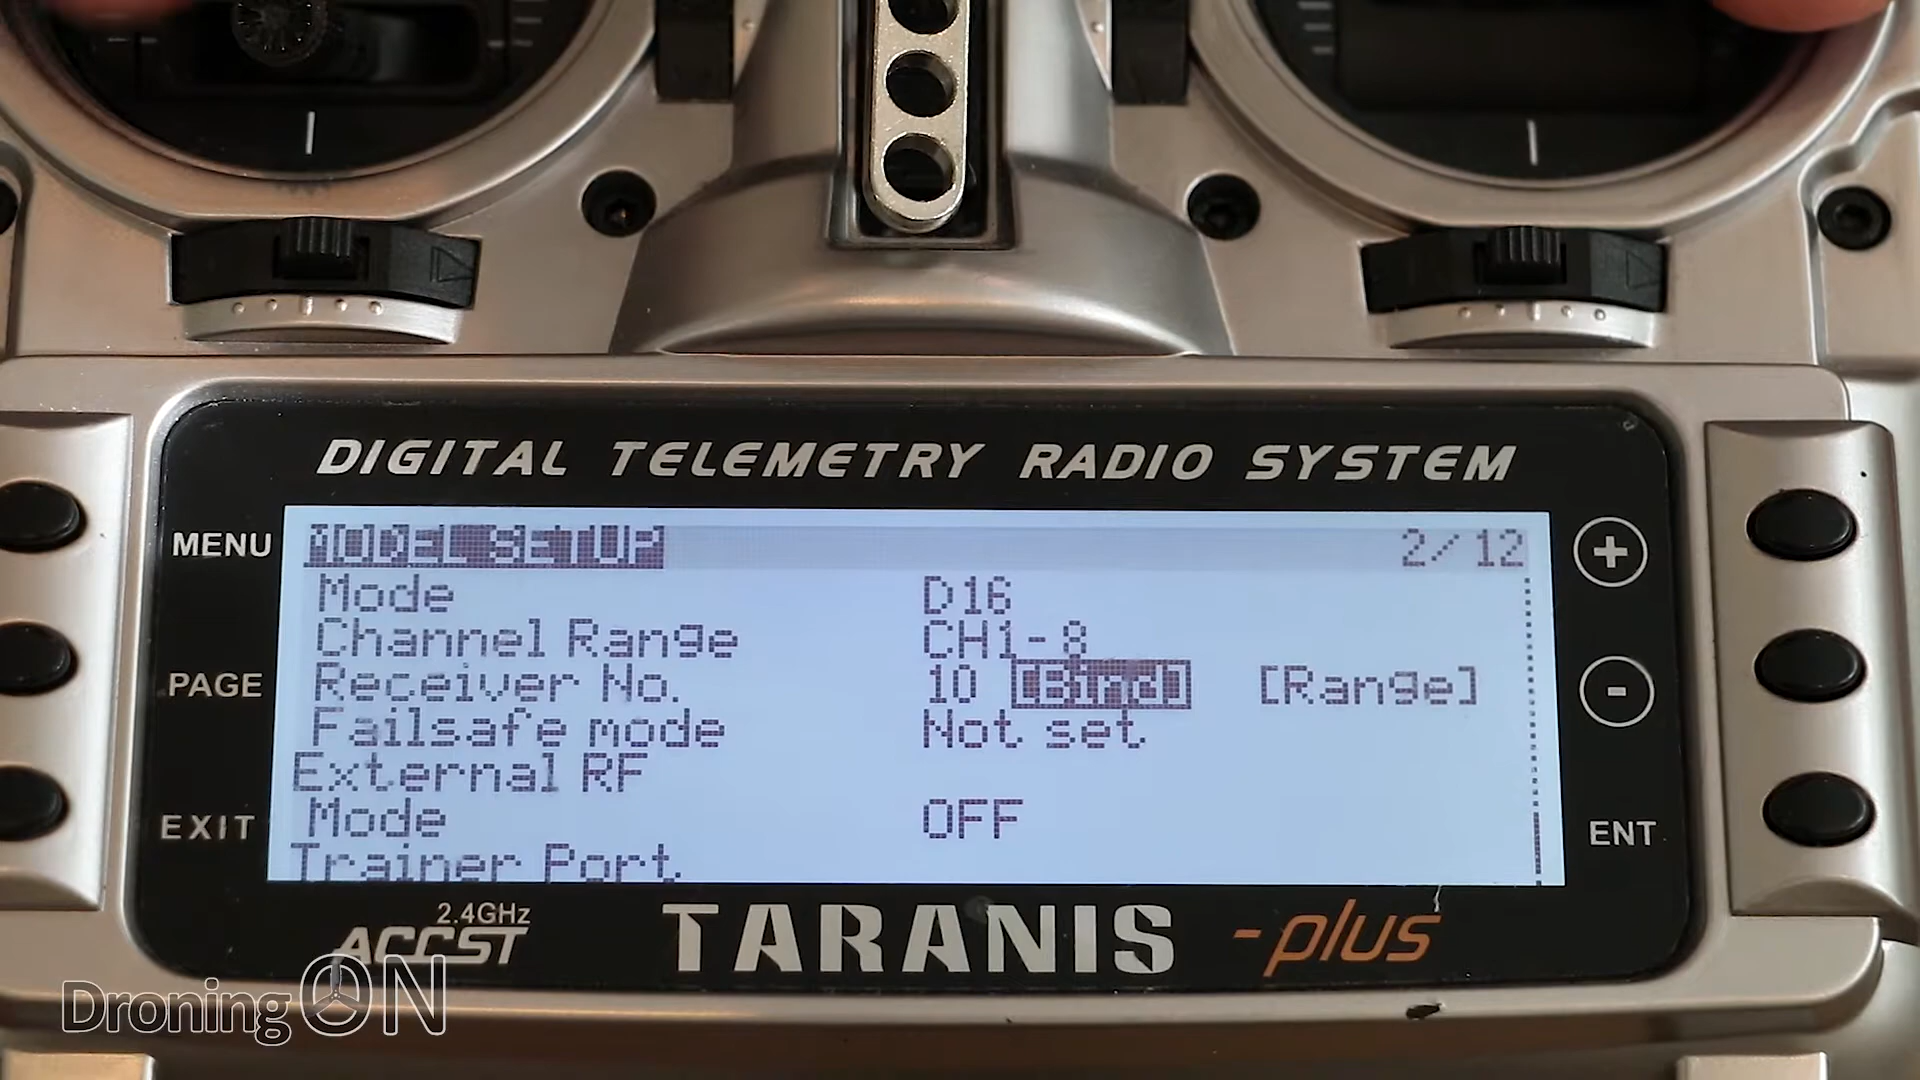 DIGITAL TELEMETRY RADIO SYSTEM
MENU
PAGE
EXIT
MODEL SETUP 2/12
Mode D16
Channel Range CH1-8
Receiver No. 10 [Bind] [Range]
Failsafe mode Not set
External RF
Mode OFF
Trainer Port
+
-
ENT
2.4GHz
ACCST
TARANIS -plus
Droning ON